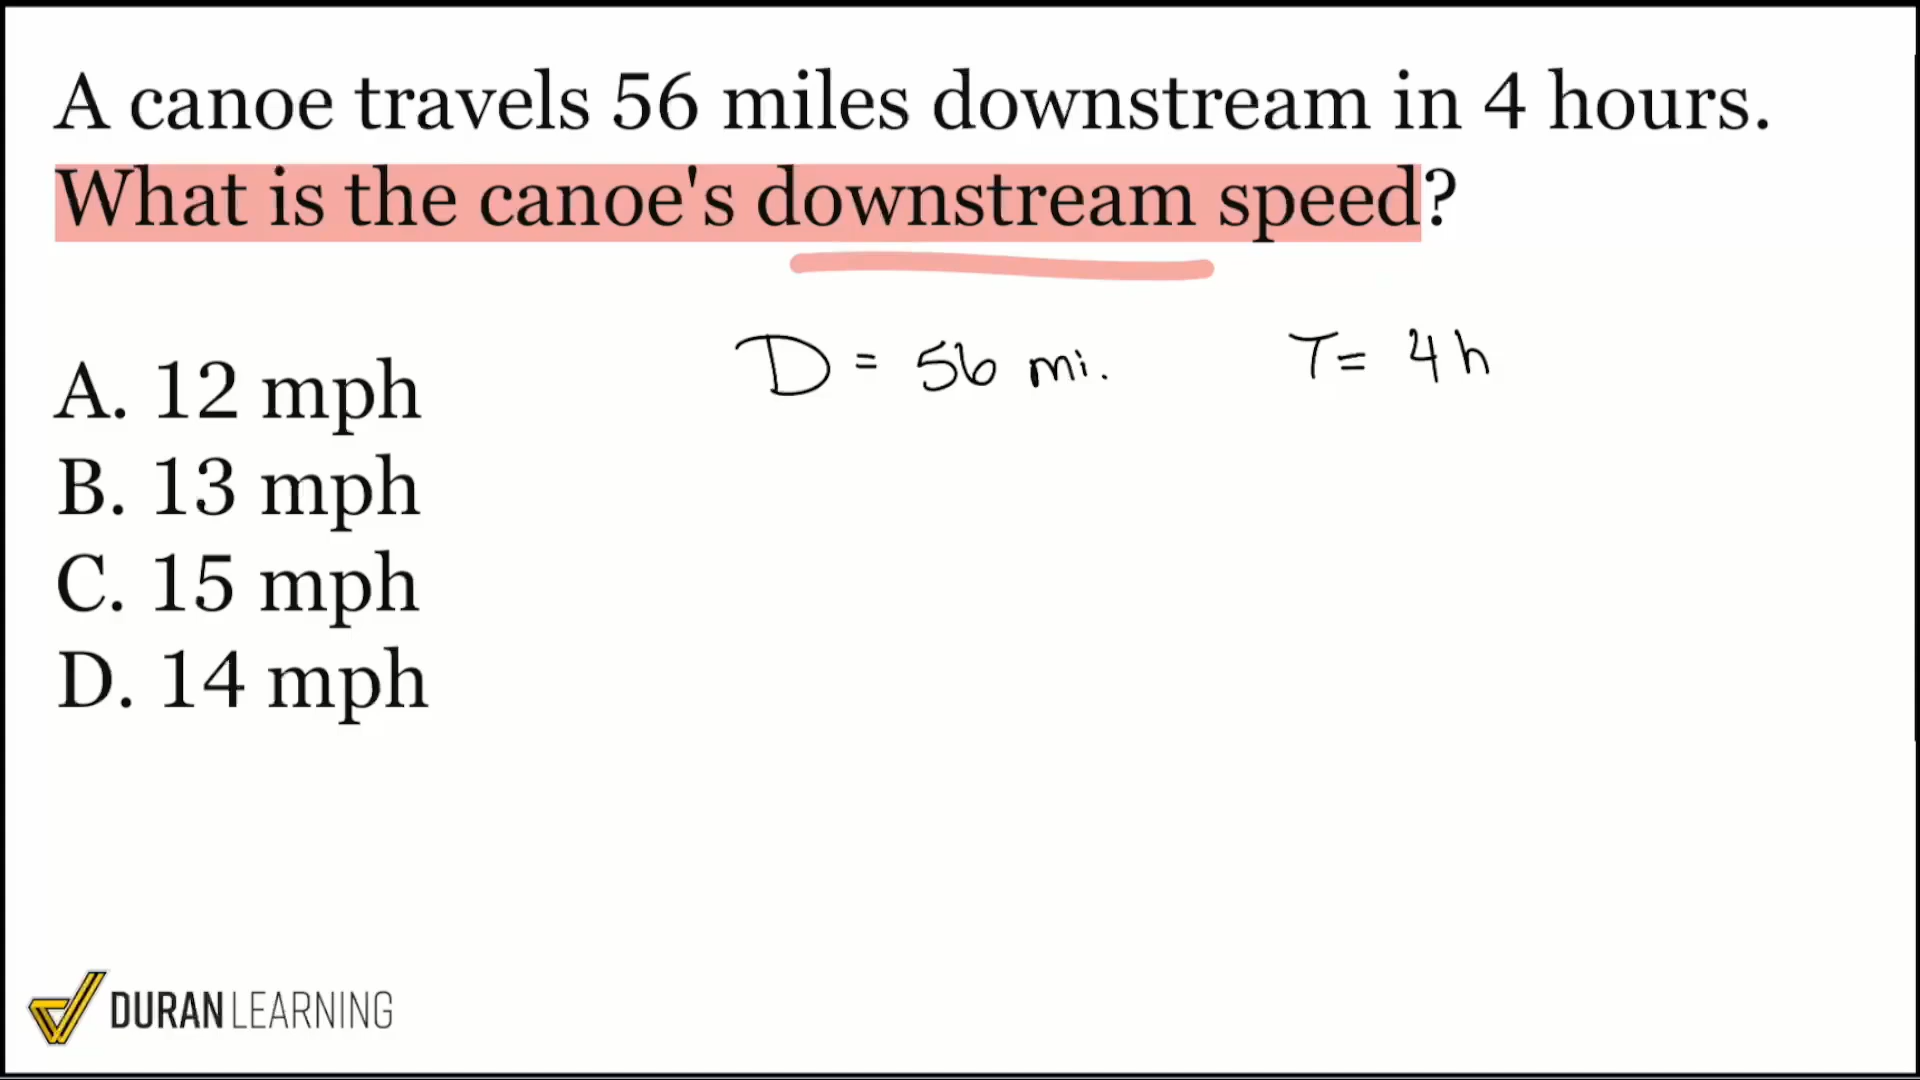 A canoe travels 56 miles downstream in 4 hours.
What is the canoe's downstream speed?
D = 56 mi. T = 4 h
A. 12 mph
B. 13 mph
C. 15 mph
D. 14 mph
DURAN LEARNING